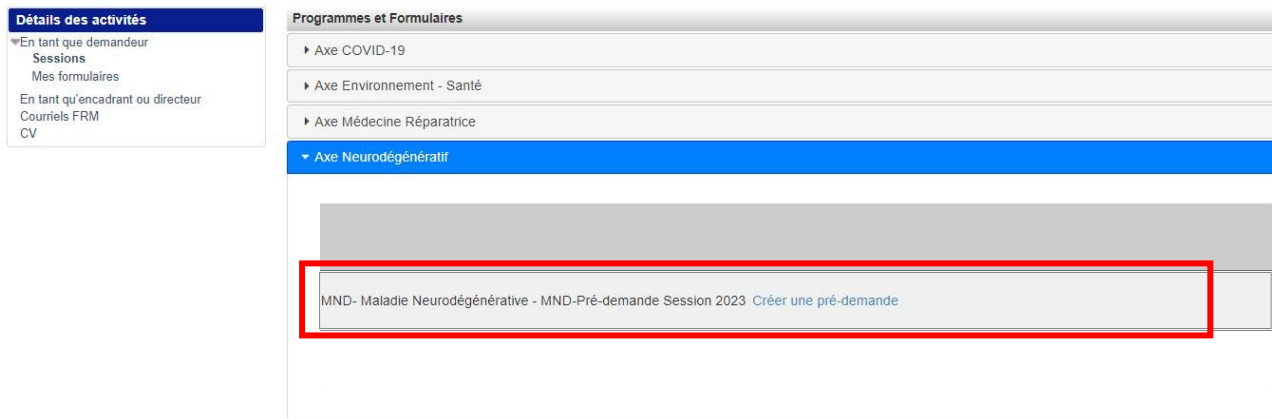 Détails des activités
En tant que demandeur
Sessions
Mes formulaires
En tant qu'encadrant ou directeur
Courriels FRM
CV
Programmes et Formulaires
Axe COVID-19
Axe Environnement - Santé
Axe Médecine Réparatrice
Axe Neurodégénératif
MND- Maladie Neurodégénérative - MND-Pré-demande Session 2023 Créer une pré-demande